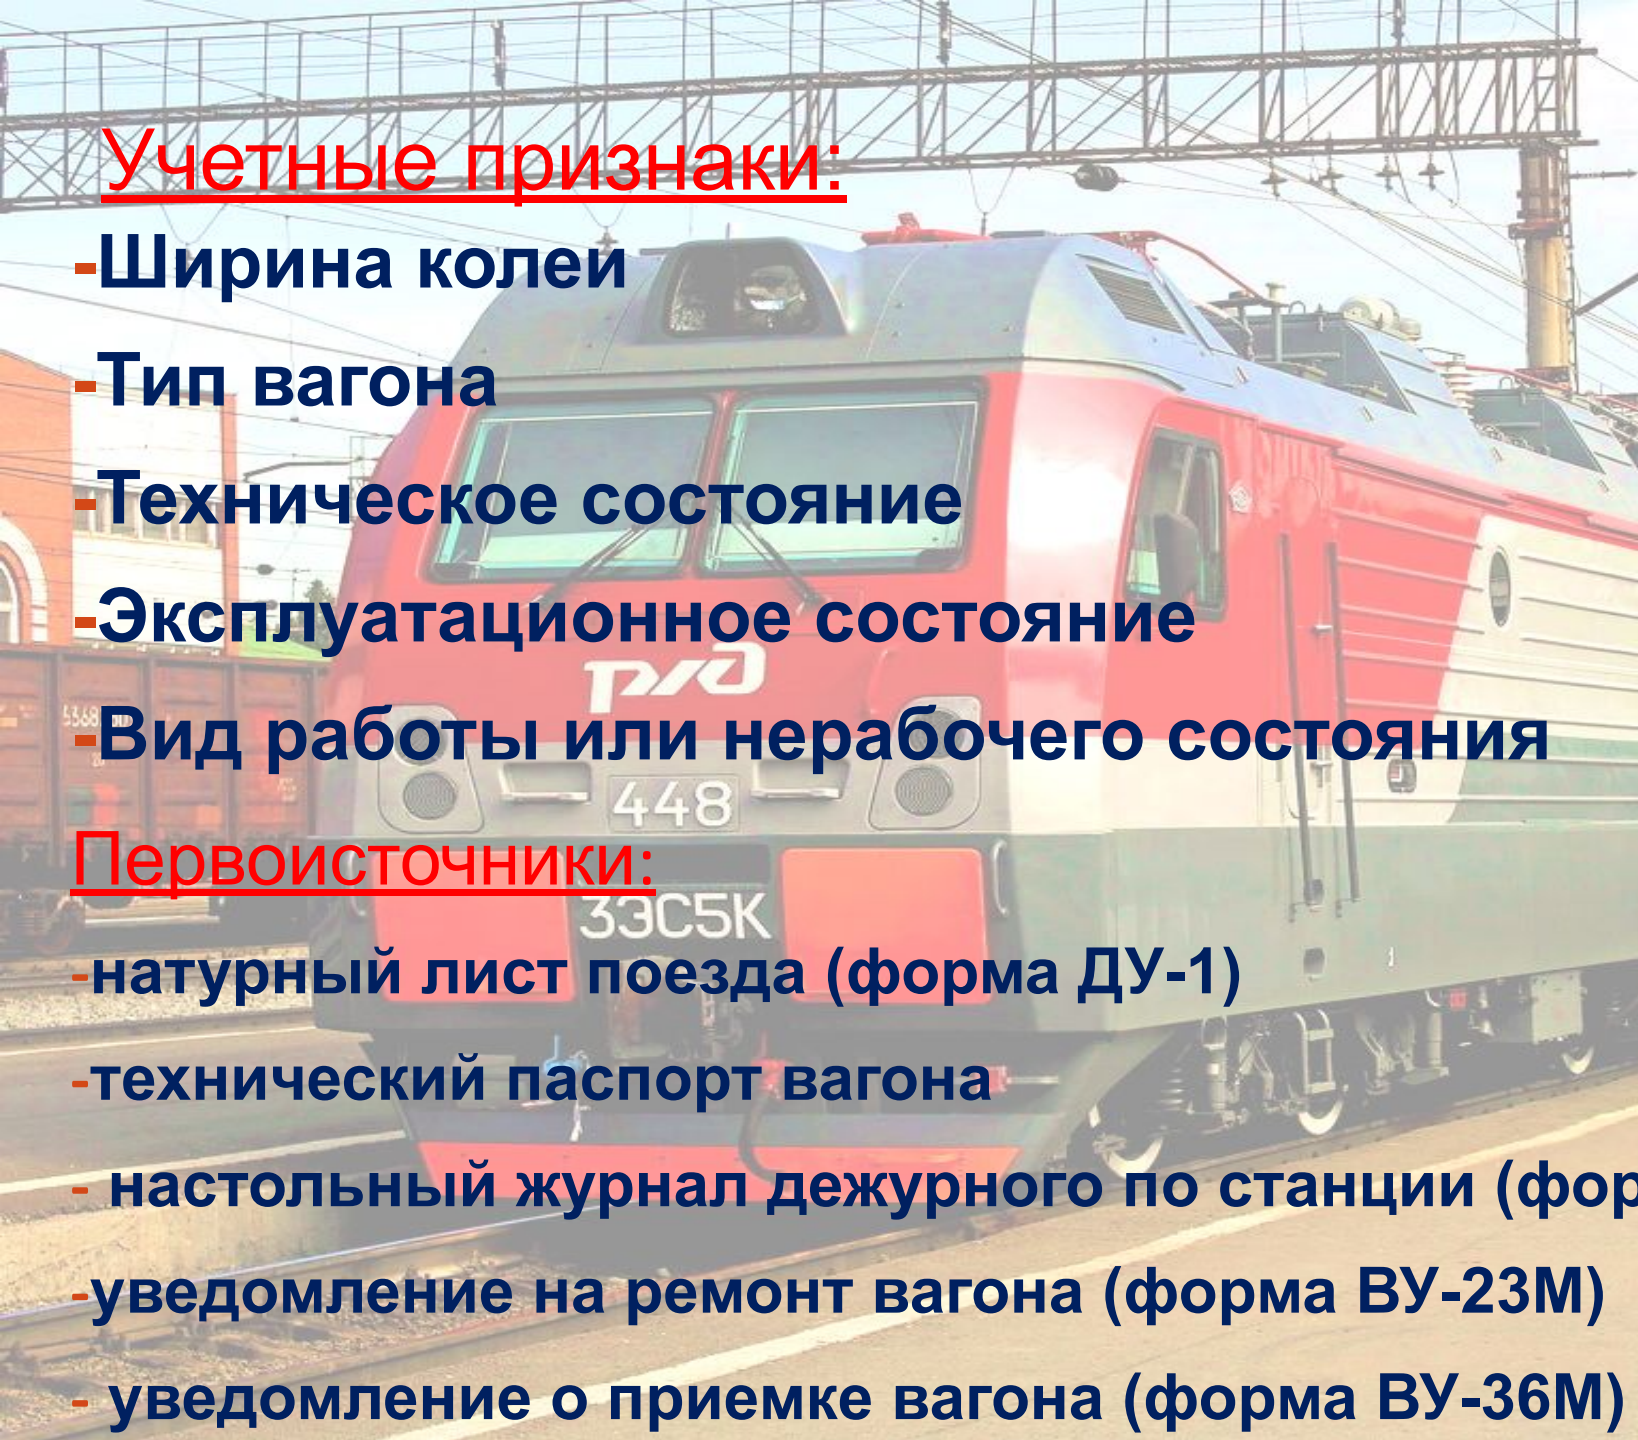 Учетные признаки:
-Ширина колеи
-Тип вагона
-Техническое состояние
-Эксплуатационное состояние
ржд
-Вид работы или нерабочего состояния
448
Первоисточники:
3ЭС5К
-натурный лист поезда (форма ДУ-1)
-технический паспорт вагона
- настольный журнал дежурного по станции
-уведомление на ремонт вагона (форма ВУ-23М)
- уведомление о приемке вагона (форма ВУ-36М)